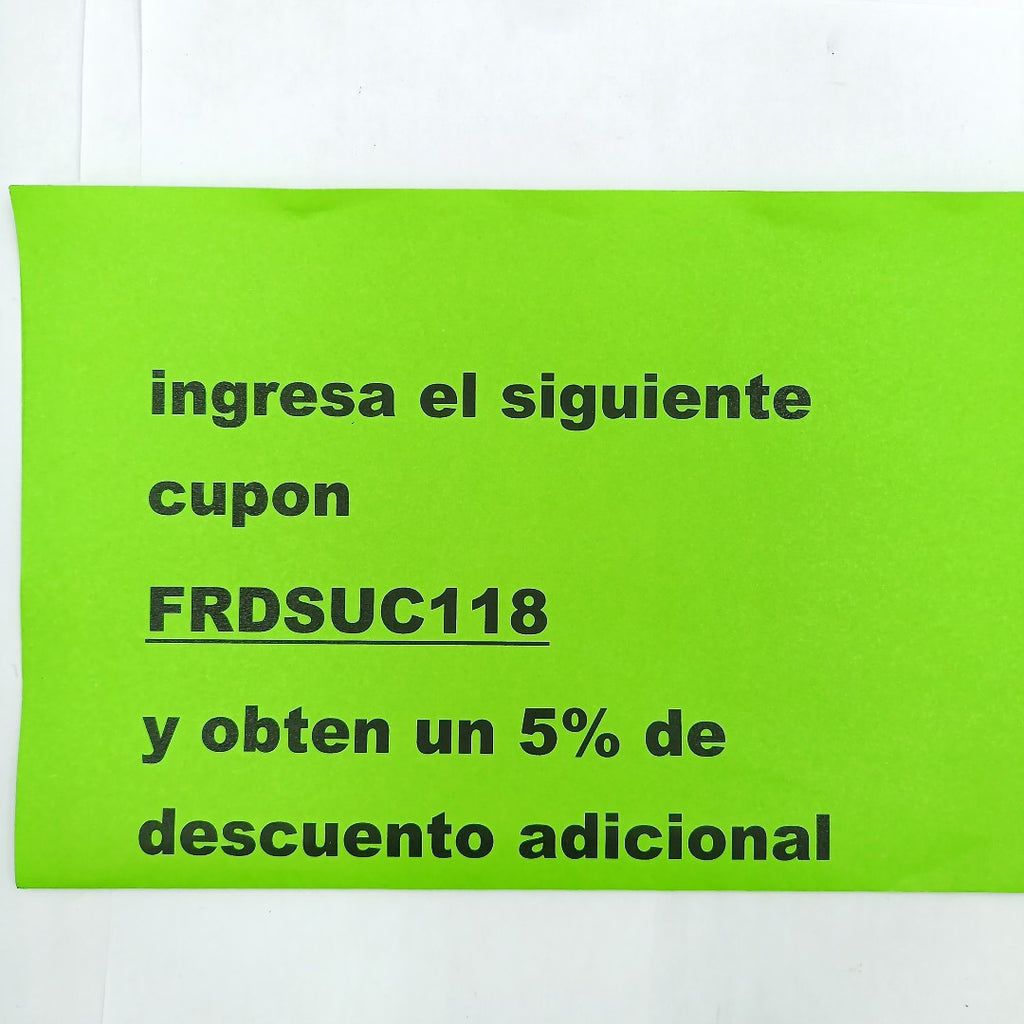 ingresa el siguiente
cupon
FRDSUC118
y obten un 5% de
descuento adicional